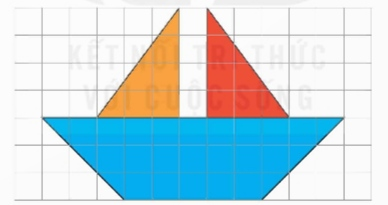 KẾT NỐI TRI THỨC
VỚI CUỘC SỐNG